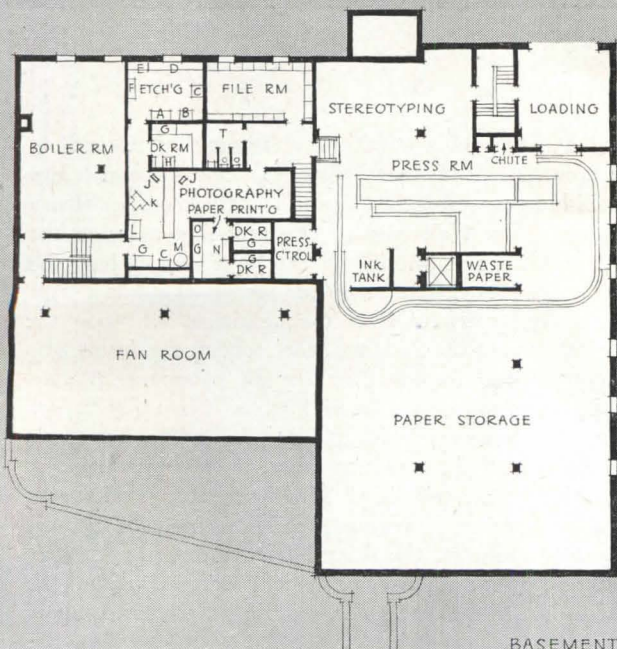 E D
F ETCH'G C
A B
FILE RM
STEREOTYPING
LOADING
BOILER RM
G
DK RM
H
T
PRESS RM
CHUTE
J J
K
PHOTOGRAPHY
PAPER PRINT'G
L
G C M
O
G
N
DK R
G
G
DK R
PRESS
C'TROL
INK
TANK
WASTE
PAPER
FAN ROOM
PAPER STORAGE
BASEMENT